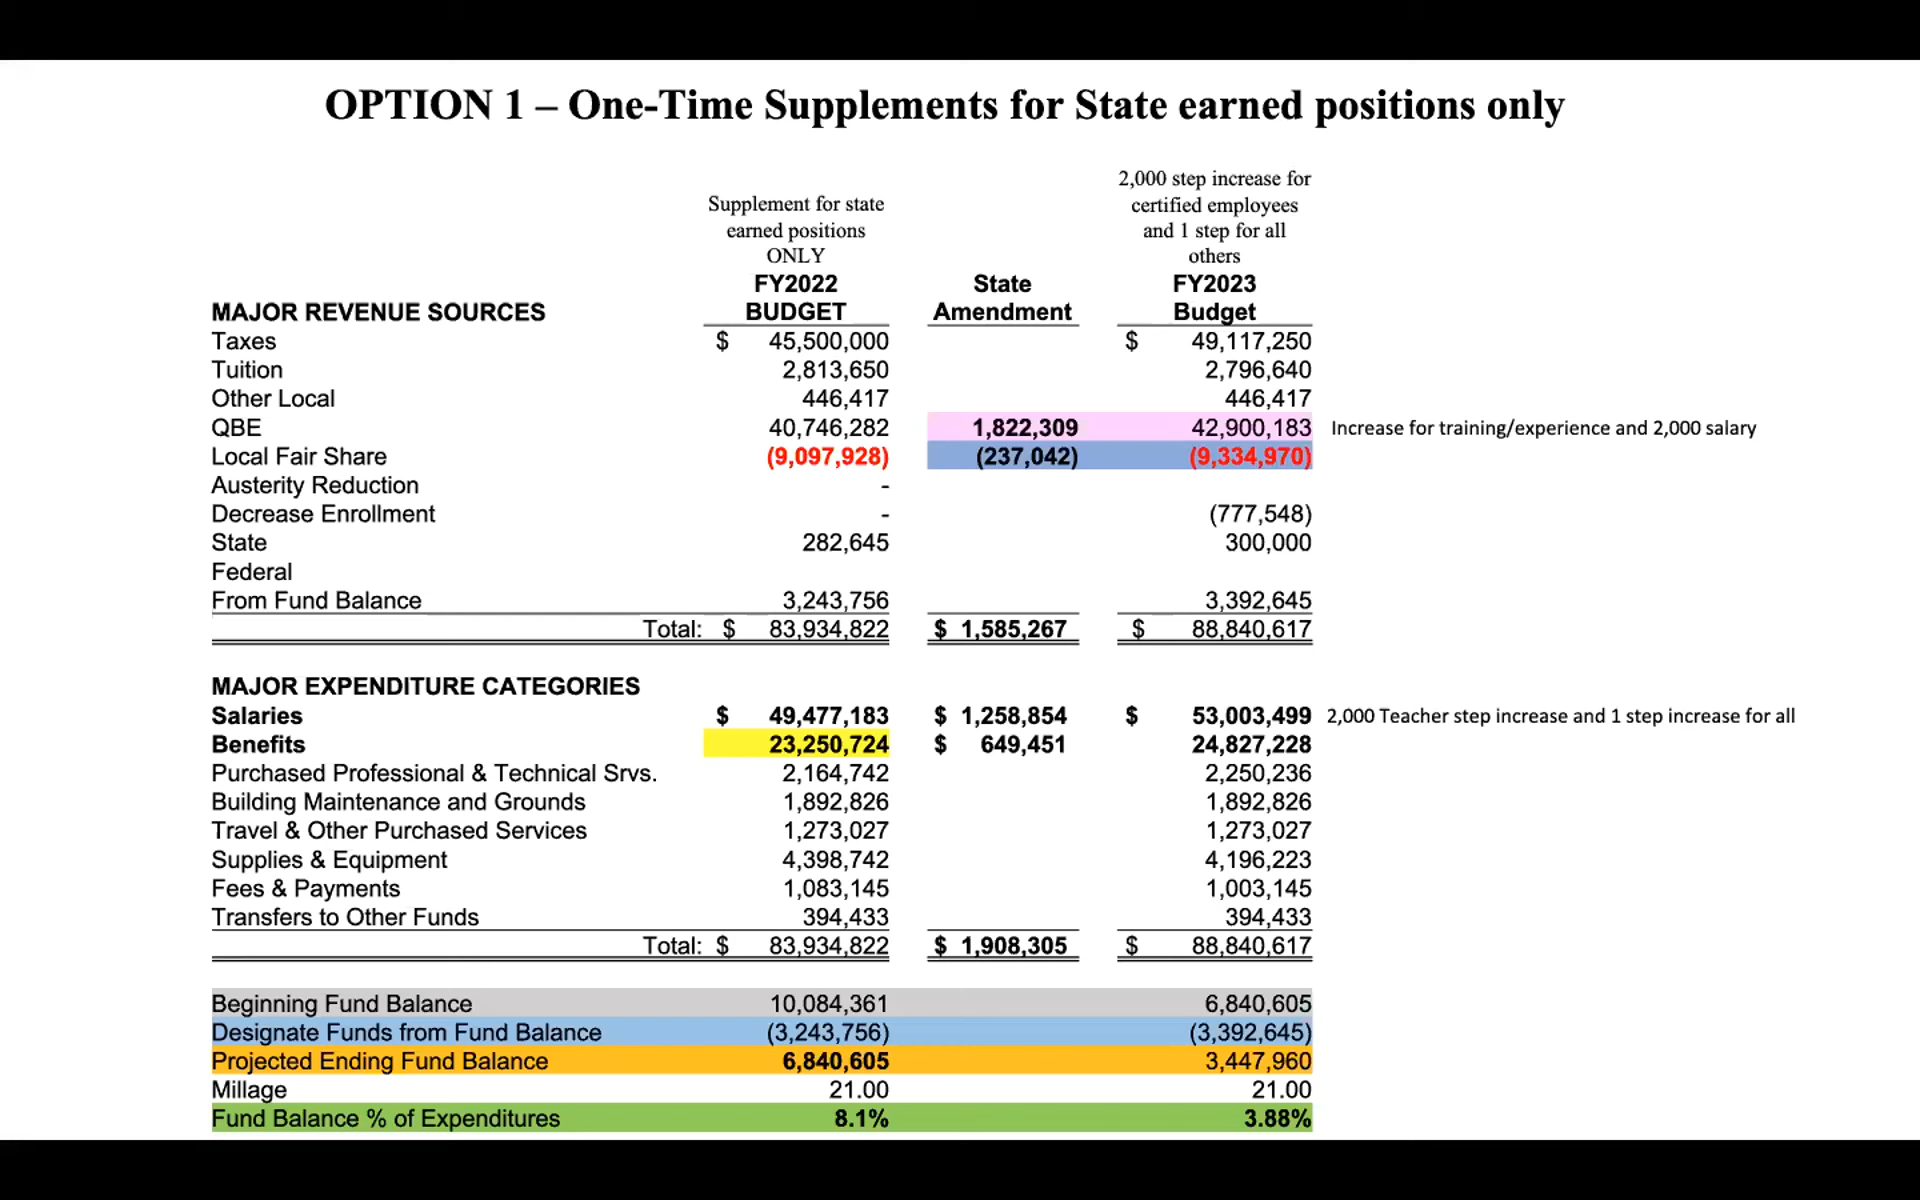 OPTION 1 – One-Time Supplements for State earned positions only
Supplement for state earned positions ONLY
2,000 step increase for certified employees and 1 step for all others
FY2022 State FY2023
MAJOR REVENUE SOURCES BUDGET Amendment Budget
Taxes $ 45,500,000 $ 49,117,250
Tuition 2,813,650 2,796,640
Other Local 446,417 446,417
QBE 40,746,282 1,822,309 42,900,183 Increase for training/experience and 2,000 salary
Local Fair Share (9,097,928) (237,042) (9,334,970)
Austerity Reduction -
Decrease Enrollment - (777,548)
State 282,645 300,000
Federal
From Fund Balance 3,243,756 3,392,645
Total: $ 83,934,822 $ 1,585,267 $ 88,840,617
MAJOR EXPENDITURE CATEGORIES
Salaries $ 49,477,183 $ 1,258,854 $ 53,003,499 2,000 Teacher step increase and 1 step increase for all
Benefits 23,250,724 $ 649,451 24,827,228
Purchased Professional & Technical Srvs. 2,164,742 2,250,236
Building Maintenance and Grounds 1,892,826 1,892,826
Travel & Other Purchased Services 1,273,027 1,273,027
Supplies & Equipment 4,398,742 4,196,223
Fees & Payments 1,083,145 1,003,145
Transfers to Other Funds 394,433 394,433
Total: $ 83,934,822 $ 1,908,305 $ 88,840,617
Beginning Fund Balance 10,084,361 6,840,605
Designate Funds from Fund Balance (3,243,756) (3,392,645)
Projected Ending Fund Balance 6,840,605 3,447,960
Millage 21.00 21.00
Fund Balance % of Expenditures 8.1% 3.88%